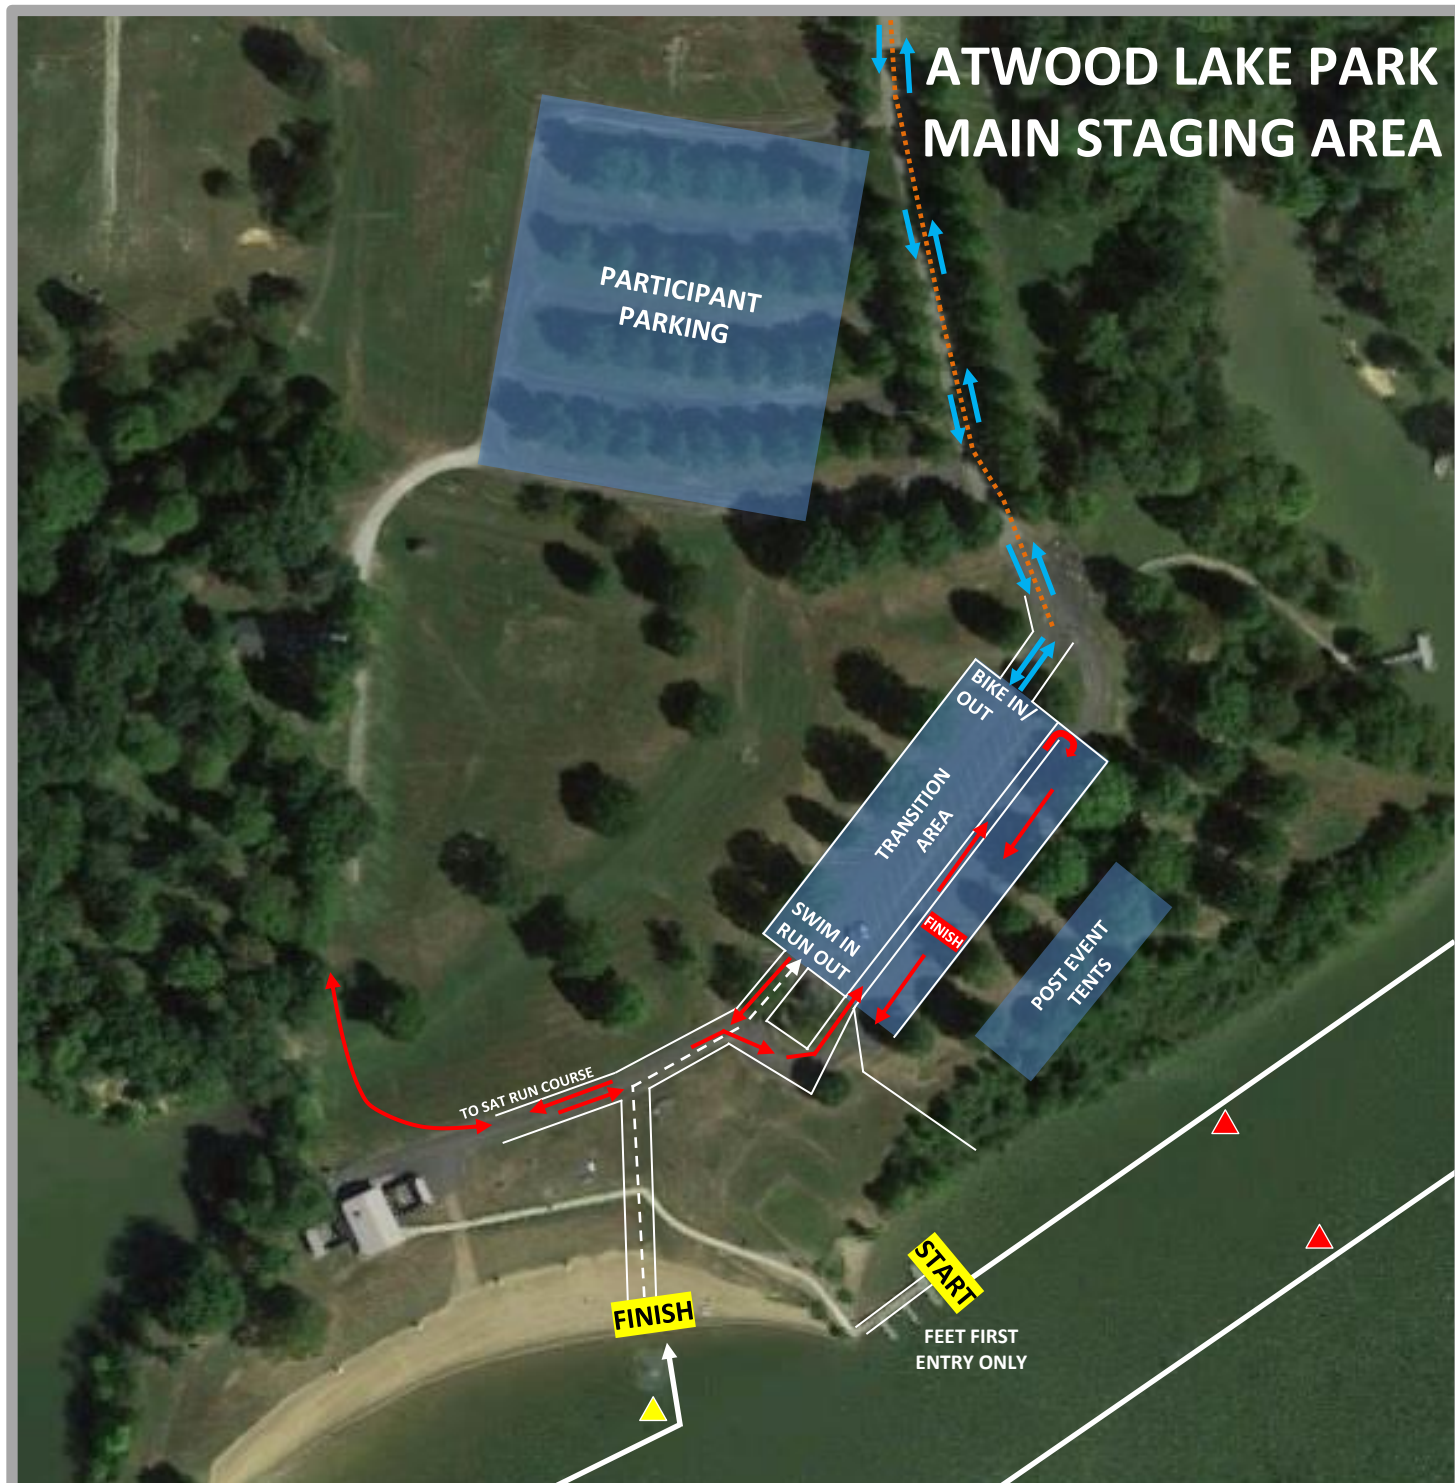 ATWOOD LAKE PARK
MAIN STAGING AREA
PARTICIPANT
PARKING
BIKE IN/
OUT
TRANSITION
AREA
SWIM IN
RUN OUT
FINISH
POST EVENT
TENTS
TO SAT RUN COURSE
START
FINISH
FEET FIRST
ENTRY ONLY